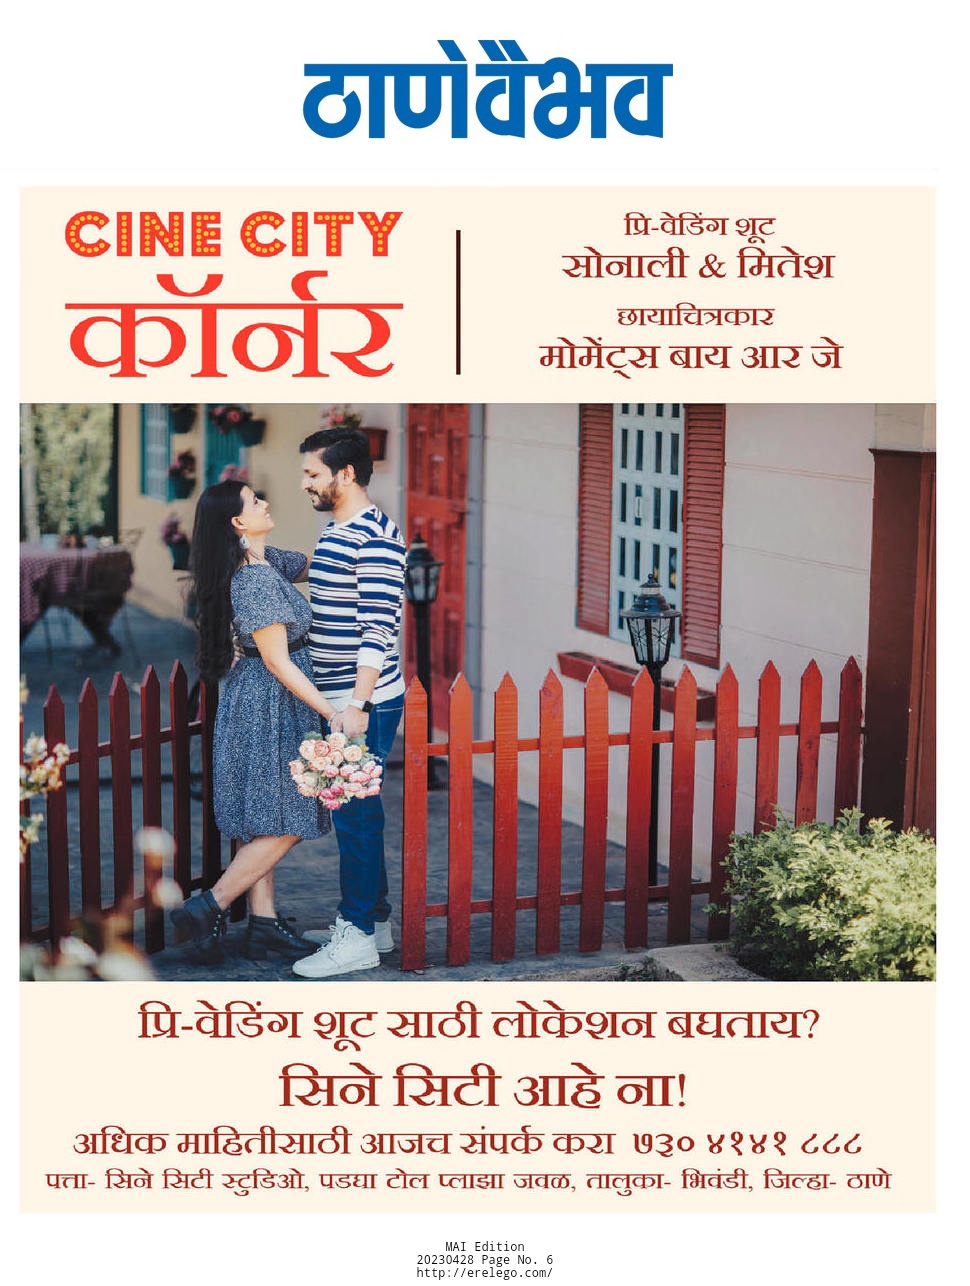 ठाणेवैभव
CINE CITY
कॉर्नर
प्रि-वेडिंग शूट
सोनाली & मितेश
छायाचित्रकार
मोमेंट्स बाय आर जे
प्रि-वेडिंग शूट साठी लोकेशन बघताय?
सिने सिटी आहे ना!
अधिक माहितीसाठी आजच संपर्क करा ७३० ४१४१ ८८८
पत्ता- सिने सिटी स्टुडिओ, पडघा टोल प्लाझा जवळ, तालुका- भिवंडी, जिल्हा- ठाणे
MAI Edition
20230428 Page No. 6
http://erelego.com/